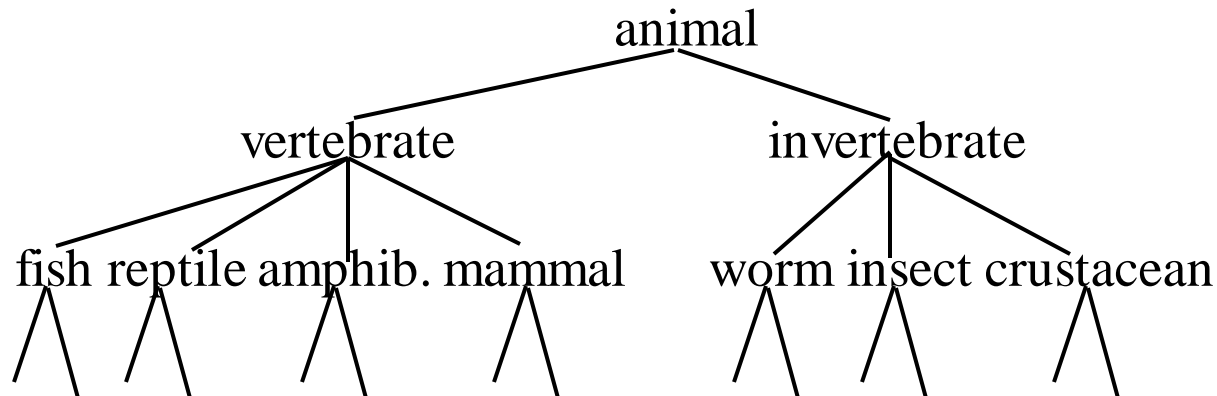 animal
vertebrate invertebrate
fish reptile amphib. mammal worm insect crustacean